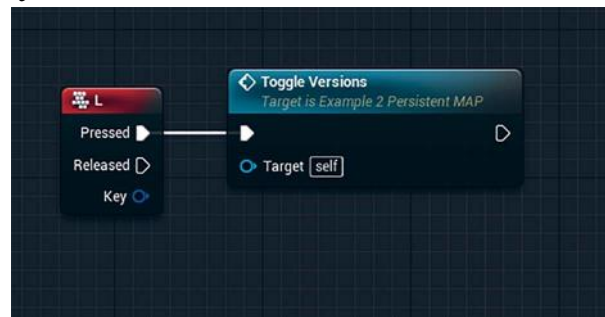 L
Pressed
Released
Key
Toggle Versions
Target is Example 2 Persistent MAP
Target self